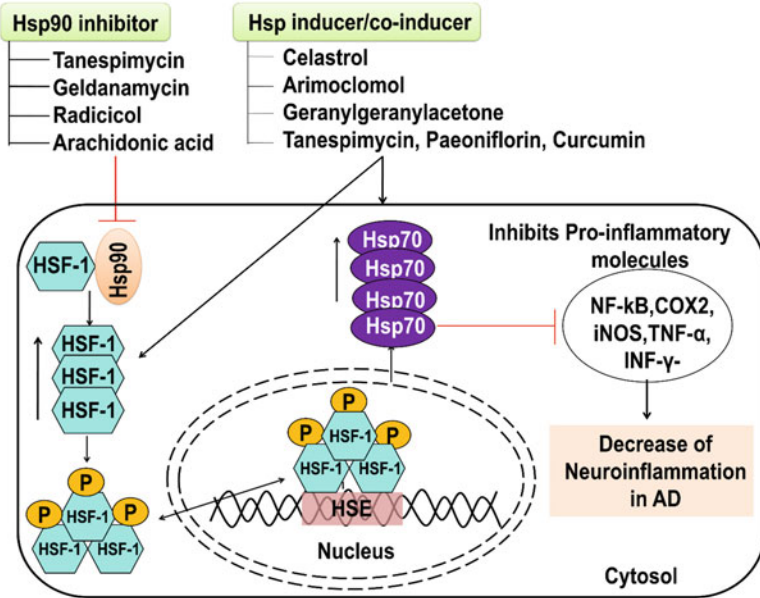 Hsp90 inhibitor
Tanespimycin
Geldanamycin
Radicicol
Arachidonic acid
Hsp inducer/co-inducer
Celastrol
Arimoclomol
Geranylgeranylacetone
Tanespimycin, Paeoniflorin, Curcumin
HSF-1
Hsp90
HSF-1
HSF-1
HSF-1
P
P
P
HSF-1
HSF-1
HSF-1
Hsp70
Hsp70
Hsp70
Hsp70
P
P
P
HSF-1
HSF-1
HSF-1
HSE
Nucleus
Inhibits Pro-inflammatory
molecules
NF-kB,COX2,
iNOS,TNF-α,
INF-γ-
Decrease of
Neuroinflammation
in AD
Cytosol